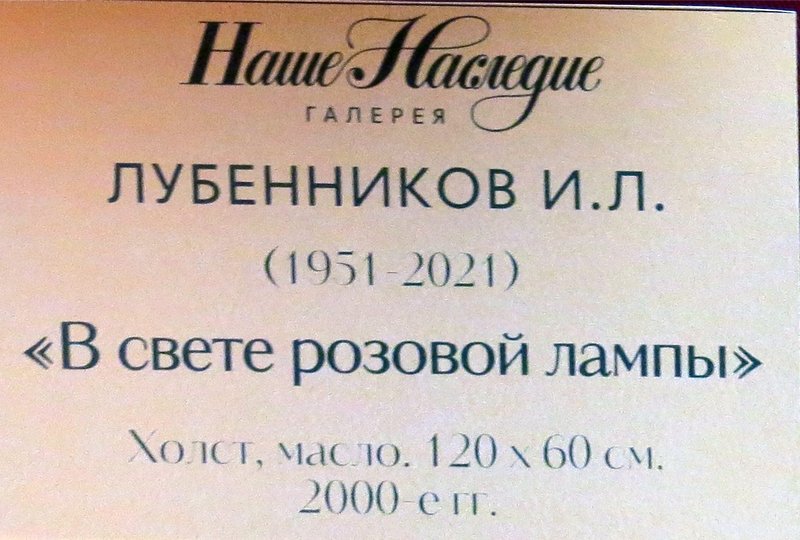 Наше Наследие
ГАЛЕРЕЯ
ЛУБЕННИКОВ И.Л.
(1951-2021)
«В свете розовой лампы»
Холст, масло. 120 х 60 см.
2000-е гг.